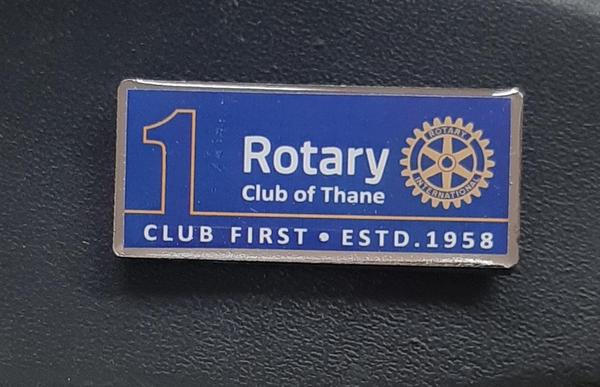 1
Rotary
Club of Thane
ROTARY
INTERNATIONAL
CLUB FIRST • ESTD.1958